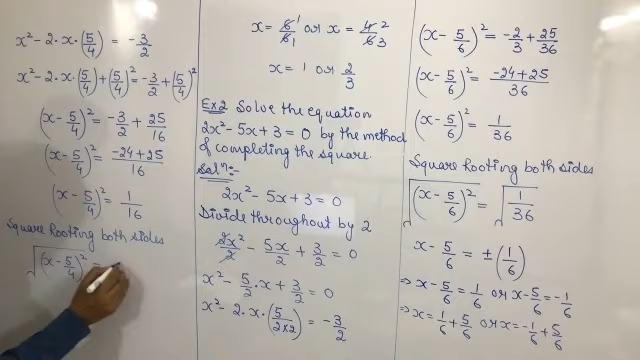 (x - 5/6)² = -2/3 + 25/36
(x - 5/6)² = -24+25/36
(x - 5/6)² = 1/36
Square Rooting both sides
√(x - 5/6)² = √1/36
x - 5/6 = ±(1/6)
⇒ x - 5/6 = 1/6 or x - 5/6 = -1/6
⇒ x = 1/6 + 5/6 or x = -1/6 + 5/6
x = 6/6 1/1 or x = 4/6 2/3
x = 1 or 2/3
Ex2 Solve the equation
2x² - 5x + 3 = 0 by the method
of completing the square.
Solⁿ:-
2x² - 5x + 3 = 0
Divide throughout by 2
2x²/2 - 5x/2 + 3/2 = 0
x² - 5/2 . x + 3/2 = 0
x² - 2. x. (5/2×2) = -3/2
x² - 2. x. (5/4) = -3/2
x² - 2. x. (5/4) + (5/4)² = -3/2 + (5/4)²
(x - 5/4)² = -3/2 + 25/16
(x - 5/4)² = -24+25/16
(x - 5/4)² = 1/16
Square Rooting both sides
√(x - 5/4)² =